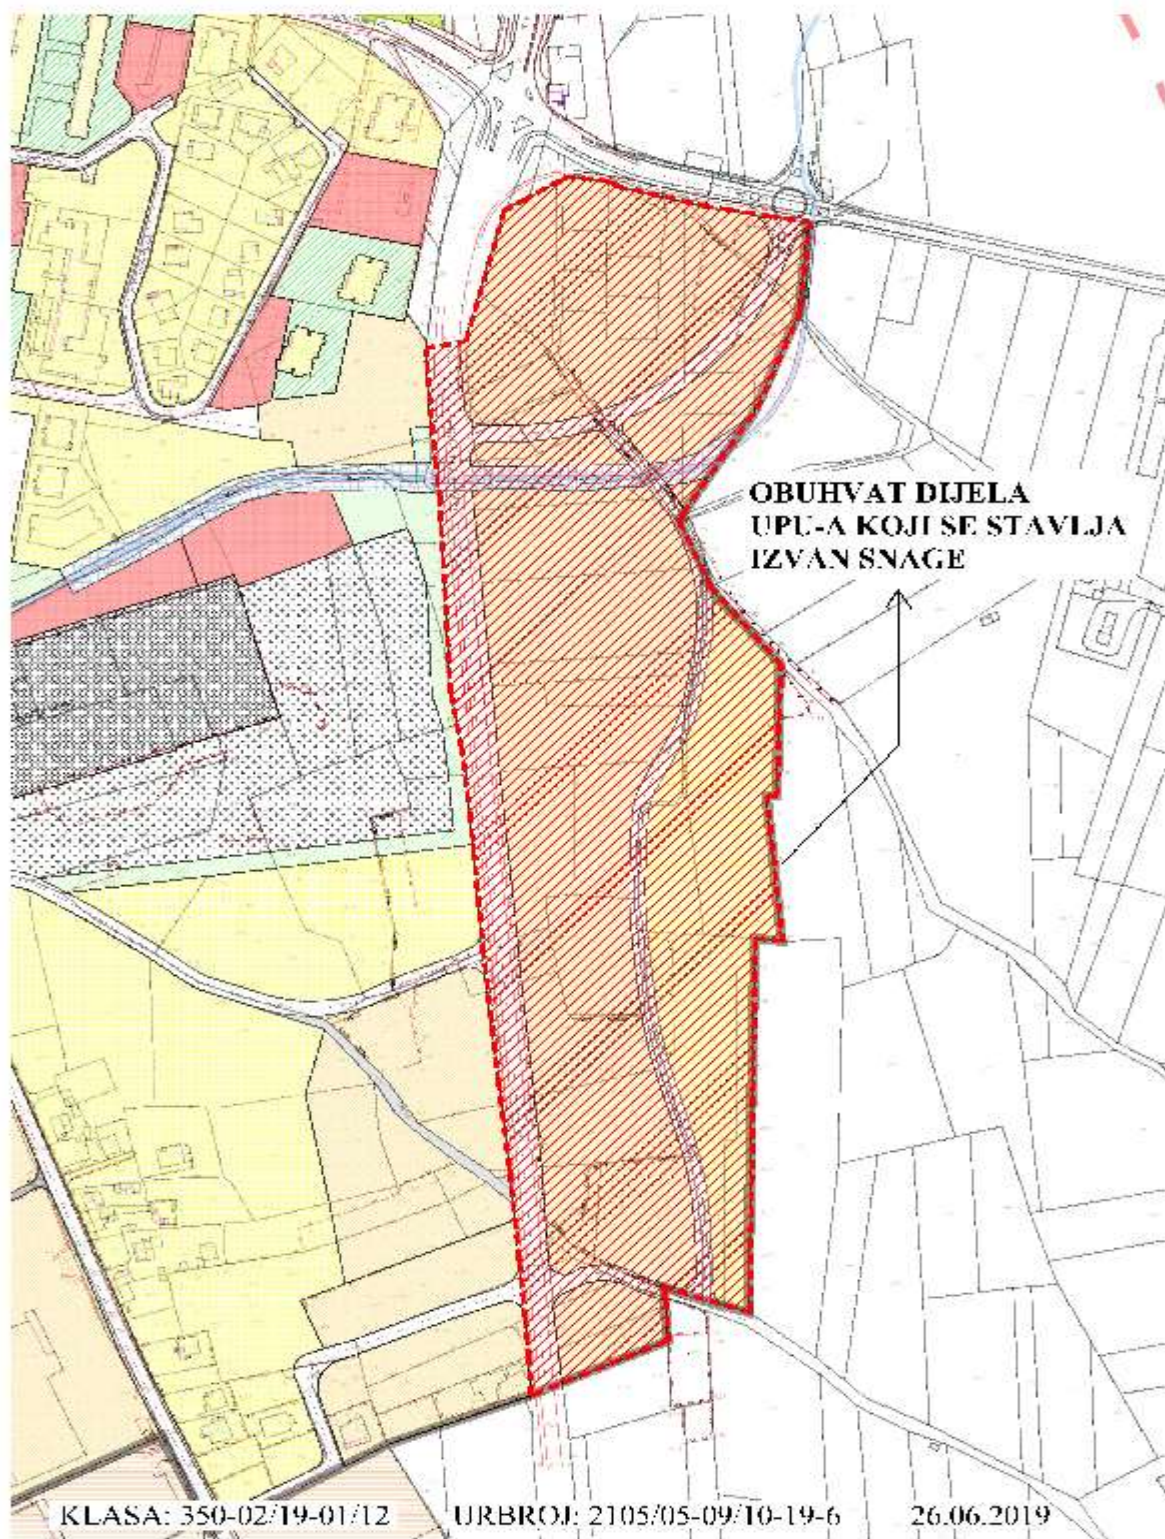 OBUHVAT DIJELA
UPU-A KOJI SE STAVLJA
IZVAN SNAGE
KLASA: 350-02/19-01/12 URBROJ: 2105/05-09/10-19-6 26.06.2019